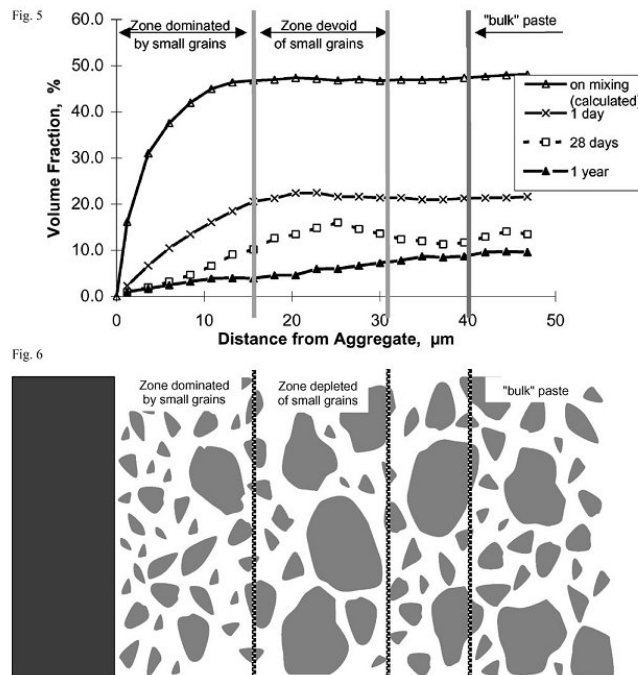 Fig. 5
Zone dominated
by small grains
Zone devoid
of small grains
"bulk" paste
60.0
50.0
40.0
30.0
20.0
10.0
0.0
Volume Fraction, %
on mixing
(calculated)
1 day
28 days
1 year
0
10
20
30
40
50
Distance from Aggregate, µm
Fig. 6
Zone dominated
by small grains
Zone depleted
of small grains
"bulk" paste